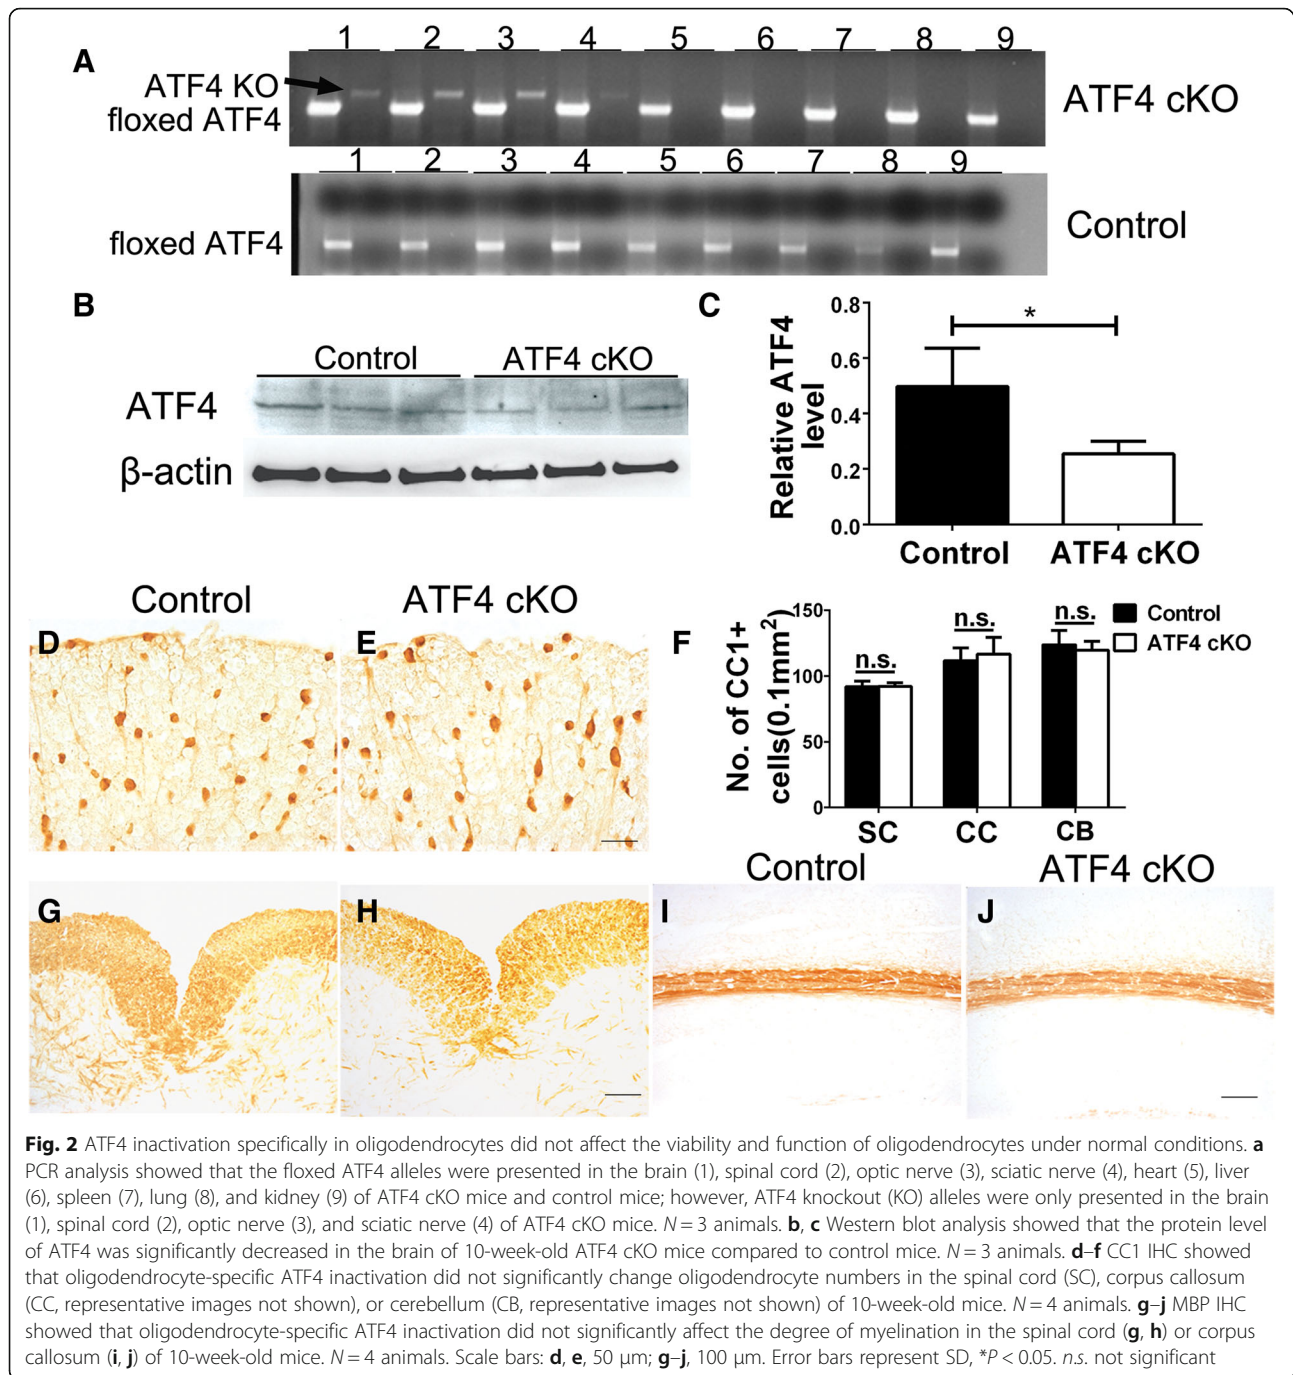 A
1 2 3 4 5 6 7 8 9
ATF4 KO
floxed ATF4
ATF4 cKO
1 2 3 4 5 6 7 8 9
floxed ATF4
Control
B
Control ATF4 cKO
ATF4
β-actin
C
Relative ATF4
level
0.8
0.6
0.4
0.2
0.0
*
Control ATF4 cKO
Control ATF4 cKO
D
E
F
No. of CC1+
cells(0.1mm²)
150
100
50
0
n.s. n.s. n.s.
Control
ATF4 cKO
SC CC CB
Control ATF4 cKO
G
H
I
J
Fig. 2 ATF4 inactivation specifically in oligodendrocytes did not affect the viability and function of oligodendrocytes under normal conditions. a
PCR analysis showed that the floxed ATF4 alleles were presented in the brain (1), spinal cord (2), optic nerve (3), sciatic nerve (4), heart (5), liver
(6), spleen (7), lung (8), and kidney (9) of ATF4 cKO mice and control mice; however, ATF4 knockout (KO) alleles were only presented in the brain
(1), spinal cord (2), optic nerve (3), and sciatic nerve (4) of ATF4 cKO mice. N = 3 animals. b, c Western blot analysis showed that the protein level
of ATF4 was significantly decreased in the brain of 10-week-old ATF4 cKO mice compared to control mice. N = 3 animals. d–f CC1 IHC showed
that oligodendrocyte-specific ATF4 inactivation did not significantly change oligodendrocyte numbers in the spinal cord (SC), corpus callosum
(CC, representative images not shown), or cerebellum (CB, representative images not shown) of 10-week-old mice. N = 4 animals. g–j MBP IHC
showed that oligodendrocyte-specific ATF4 inactivation did not significantly affect the degree of myelination in the spinal cord (g, h) or corpus
callosum (i, j) of 10-week-old mice. N = 4 animals. Scale bars: d, e, 50 μm; g–j, 100 μm. Error bars represent SD, *P < 0.05. n.s. not significant